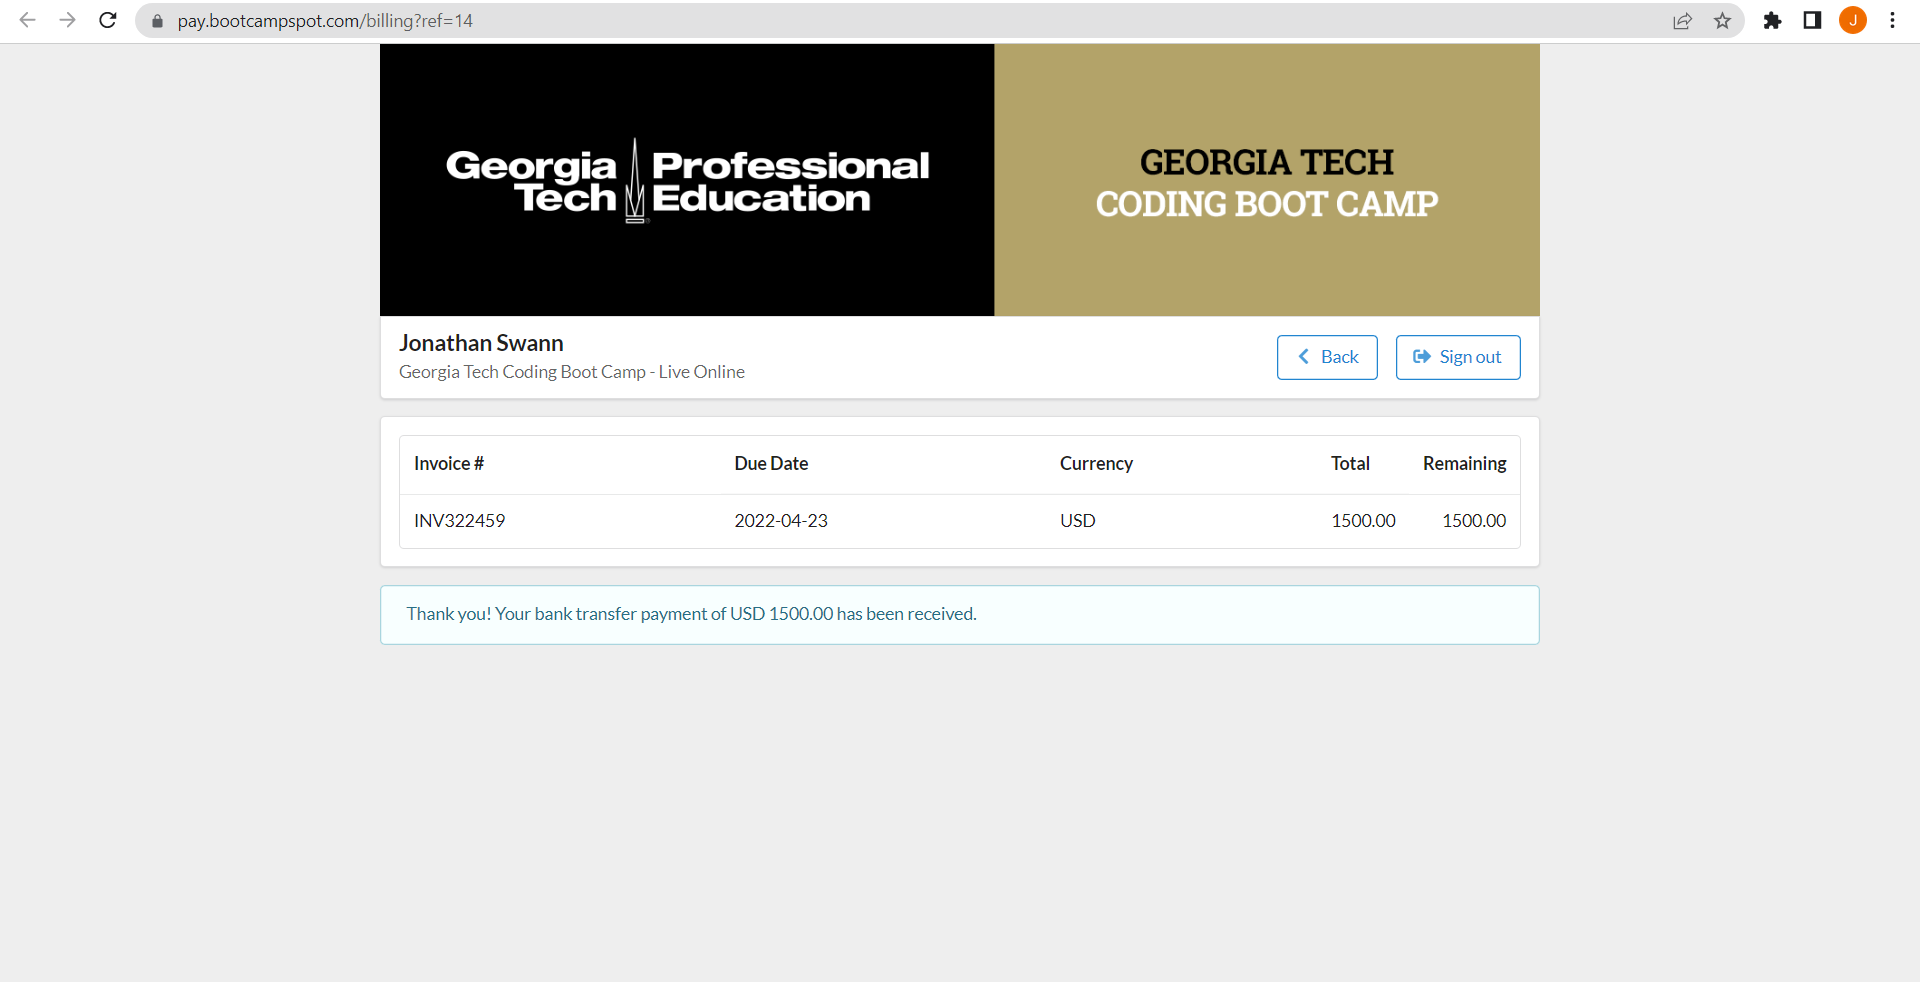 pay.bootcampspot.com/billing?ref=14
J
Georgia Tech Professional Education
GEORGIA TECH
CODING BOOT CAMP
Jonathan Swann
Georgia Tech Coding Boot Camp - Live Online
Back
Sign out
Invoice # Due Date Currency Total Remaining
INV322459 2022-04-23 USD 1500.00 1500.00
Thank you! Your bank transfer payment of USD 1500.00 has been received.